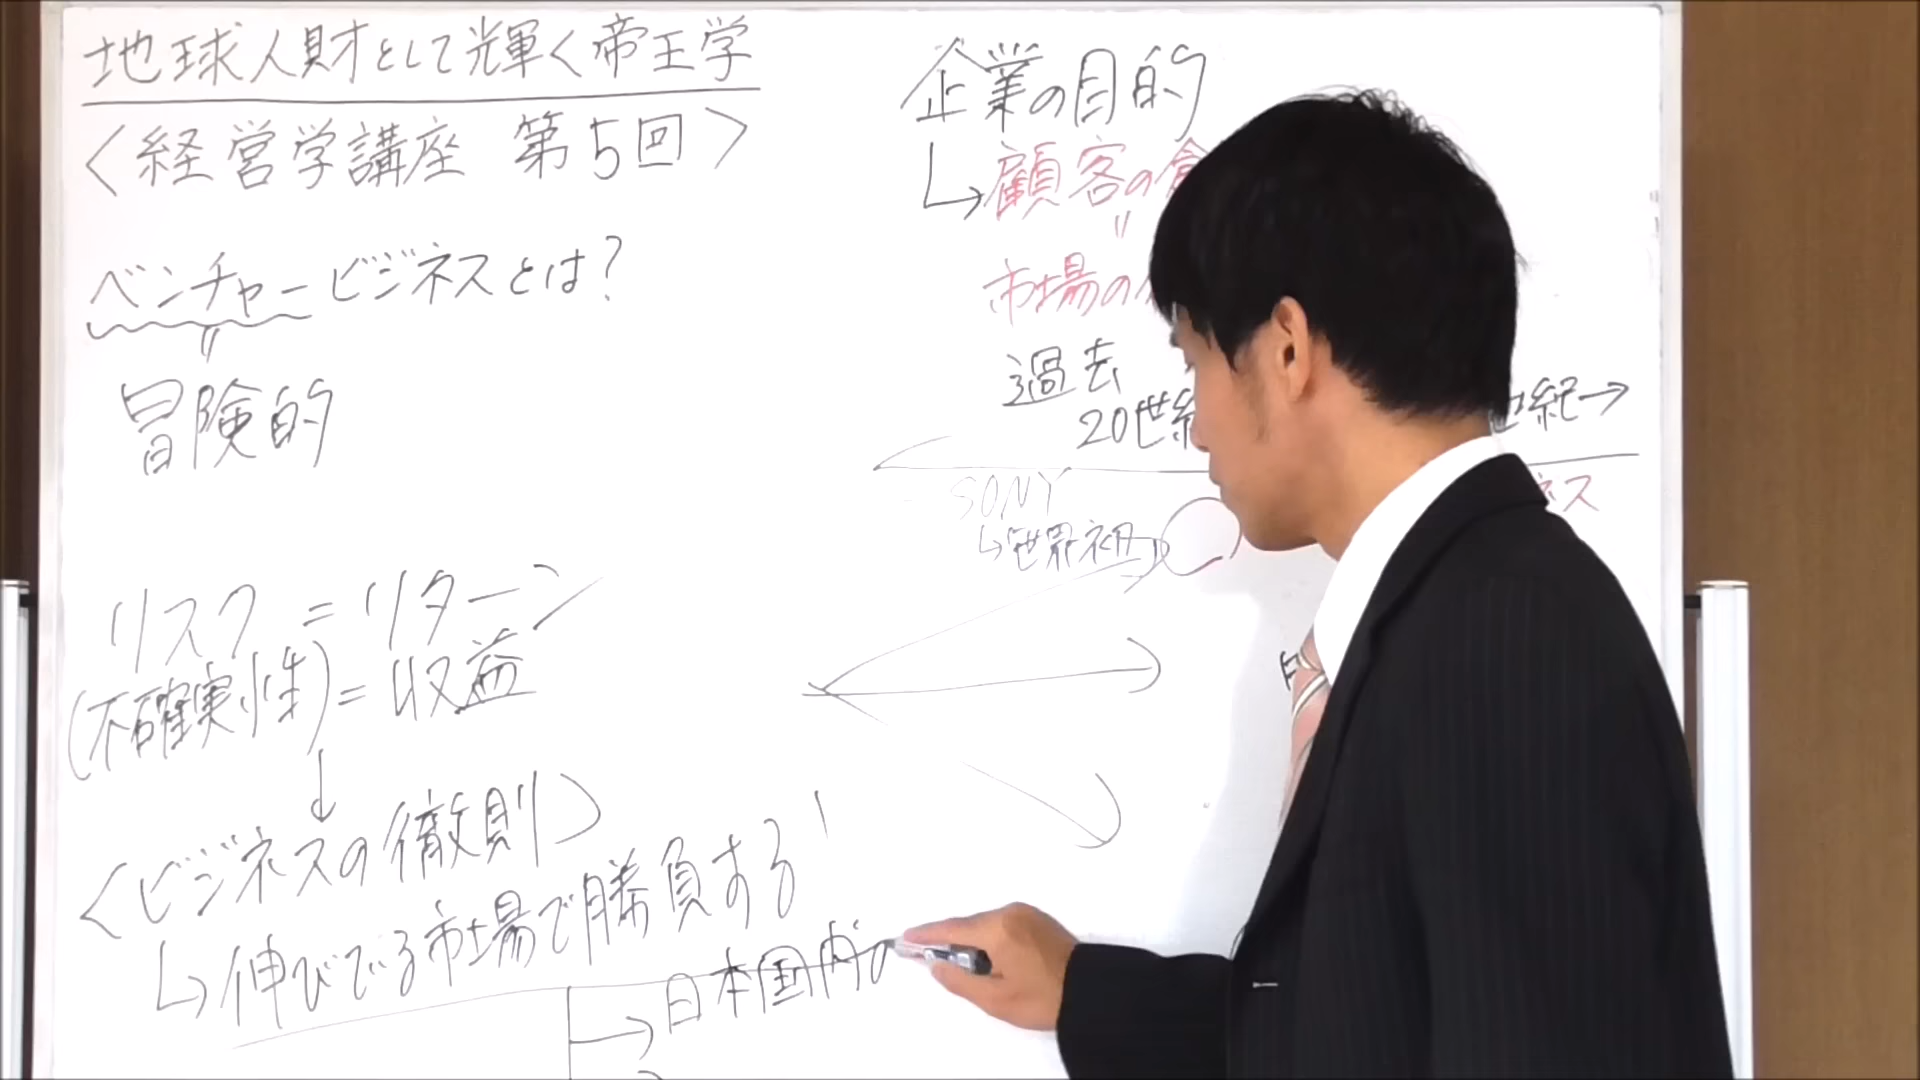 地球人財として輝く帝王学
<経営学講座 第5回>
ベンチャービジネスとは?
〃
冒険的
リスク = リターン
(不確実性) = 収益
↓
<ビジネスの徹則>
↳伸びてる市場で勝負する
→日本国内の
企業の目的
↳顧客の
〃
市場の
過去
20世紀
世紀→
SONY
↳世界初
ネス